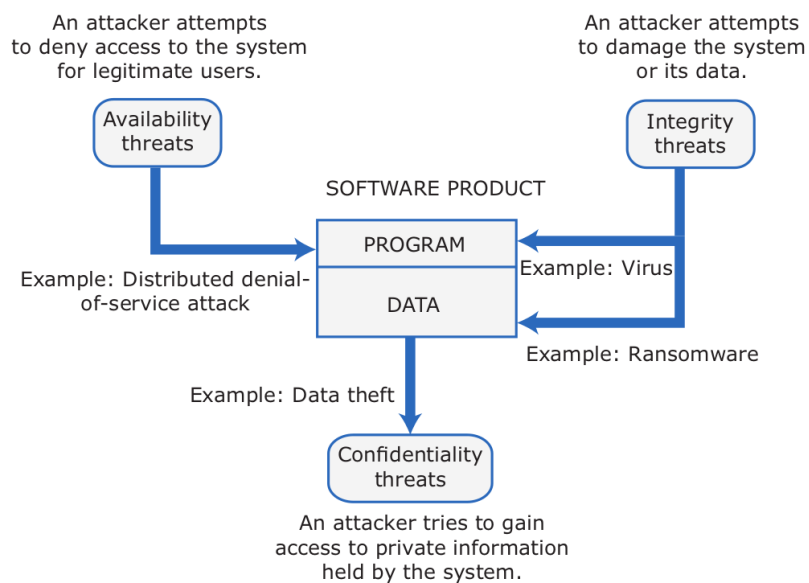 An attacker attempts
to deny access to the system
for legitimate users.
An attacker attempts
to damage the system
or its data.
Availability
threats
Integrity
threats
SOFTWARE PRODUCT
PROGRAM
Example: Distributed denial-
of-service attack
Example: Virus
DATA
Example: Ransomware
Example: Data theft
Confidentiality
threats
An attacker tries to gain
access to private information
held by the system.